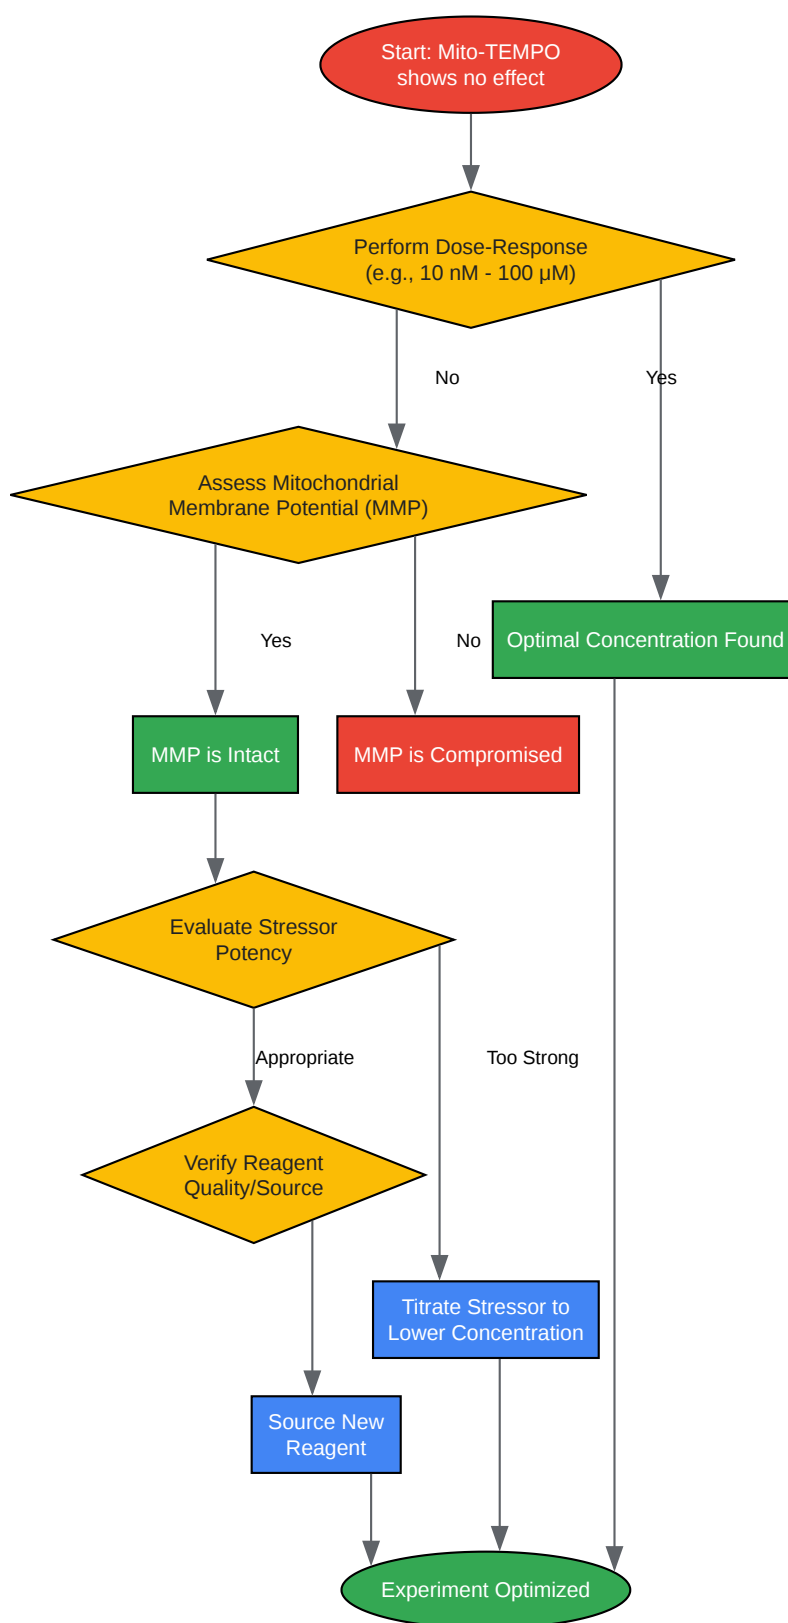 Start: Mito-TEMPO
shows no effect
Perform Dose-Response
(e.g., 10 nM - 100 μM)
No
Yes
Assess Mitochondrial
Membrane Potential (MMP)
Yes
No
Optimal Concentration Found
MMP is Intact
MMP is Compromised
Evaluate Stressor
Potency
Appropriate
Too Strong
Verify Reagent
Quality/Source
Titrate Stressor to
Lower Concentration
Source New
Reagent
Experiment Optimized